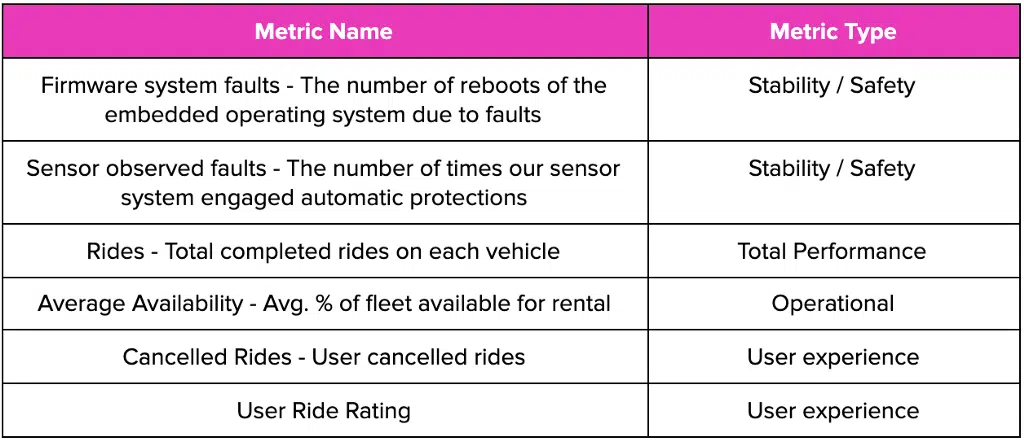 Metric Name
Metric Type
Firmware system faults - The number of reboots of the
embedded operating system due to faults
Stability / Safety
Sensor observed faults - The number of times our sensor
system engaged automatic protections
Stability / Safety
Rides - Total completed rides on each vehicle
Total Performance
Average Availability - Avg. % of fleet available for rental
Operational
Cancelled Rides - User cancelled rides
User experience
User Ride Rating
User experience